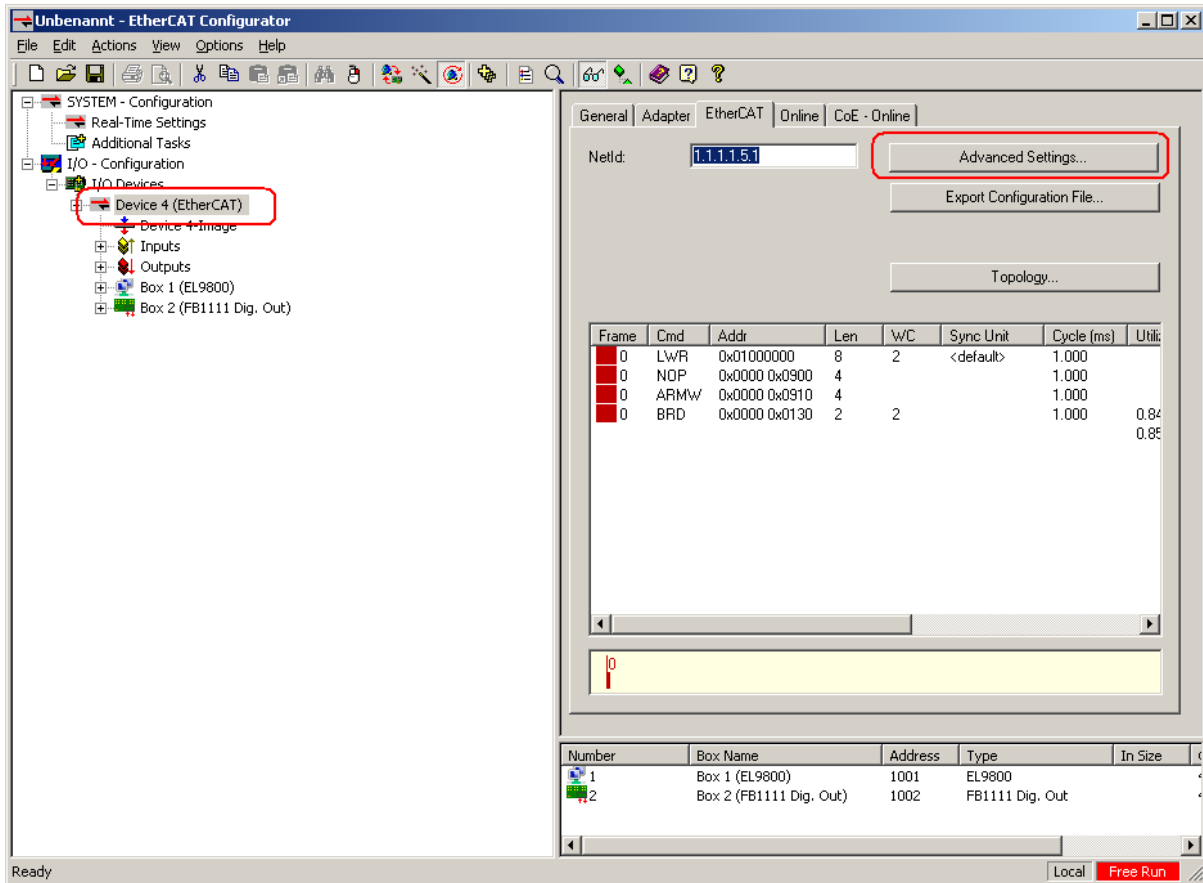 Unbenannt - EtherCAT Configurator
File Edit Actions View Options Help
SYSTEM - Configuration
Real-Time Settings
Additional Tasks
I/O - Configuration
I/O Devices
Device 4 (EtherCAT)
Device 4-Image
Inputs
Outputs
Box 1 (EL9800)
Box 2 (FB1111 Dig. Out)
General Adapter EtherCAT Online CoE - Online
NetId: 1.1.1.1.5.1 Advanced Settings...
Export Configuration File...
Topology...
Frame Cmd Addr Len WC Sync Unit Cycle (ms)
0 LWR 0x01000000 8 2 <default> 1.000
0 NOP 0x0000 0x0900 4 1.000
0 ARMW 0x0000 0x0910 4 1.000
0 BRD 0x0000 0x0130 2 2 1.000 0.84
0.85
0
Number Box Name Address Type In Size
1 Box 1 (EL9800) 1001 EL9800
2 Box 2 (FB1111 Dig. Out) 1002 FB1111 Dig. Out
Ready Local Free Run